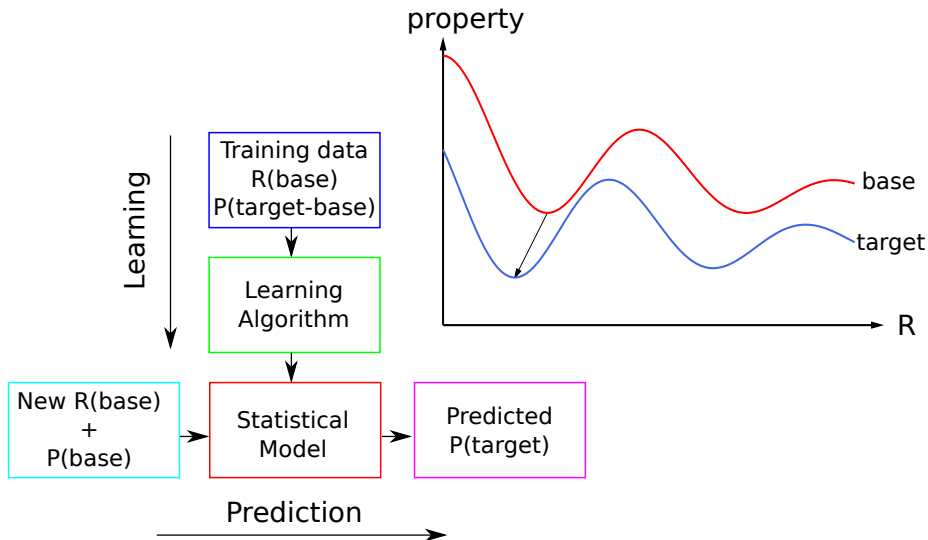 property
base
target
R
Learning
Training data
R(base)
P(target-base)
Learning
Algorithm
New R(base)
+
P(base)
Statistical
Model
Predicted
P(target)
Prediction